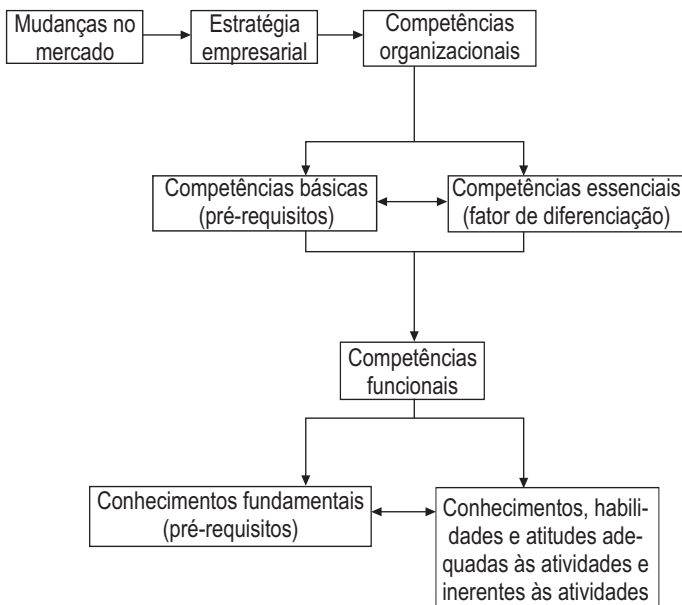 Mudanças no
mercado
Estratégia
empresarial
Competências
organizacionais
Competências básicas
(pré-requisitos)
Competências essenciais
(fator de diferenciação)
Competências
funcionais
Conhecimentos fundamentais
(pré-requisitos)
Conhecimentos, habili-
dades e atitudes ade-
quadas às atividades e
inerentes às atividades